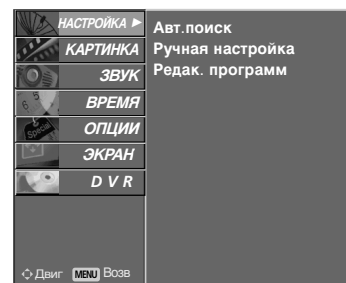 НАСТРОЙКА ►
КАРТИНКА
ЗВУК
ВРЕМЯ
ОПЦИИ
ЭКРАН
D V R
Авт.поиск
Ручная настройка
Редак. программ
Двиг MENU Возв